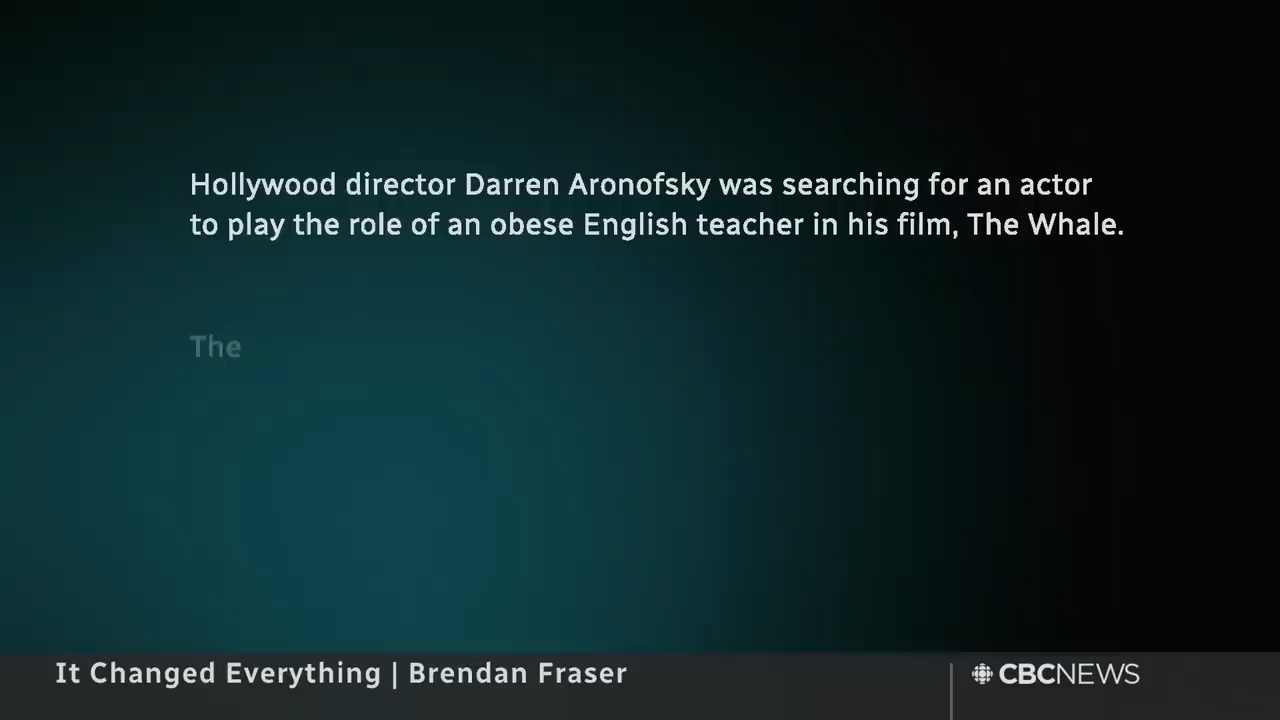 Hollywood director Darren Aronofsky was searching for an actor
to play the role of an obese English teacher in his film, The Whale.
The
It Changed Everything | Brendan Fraser
CBCNEWS